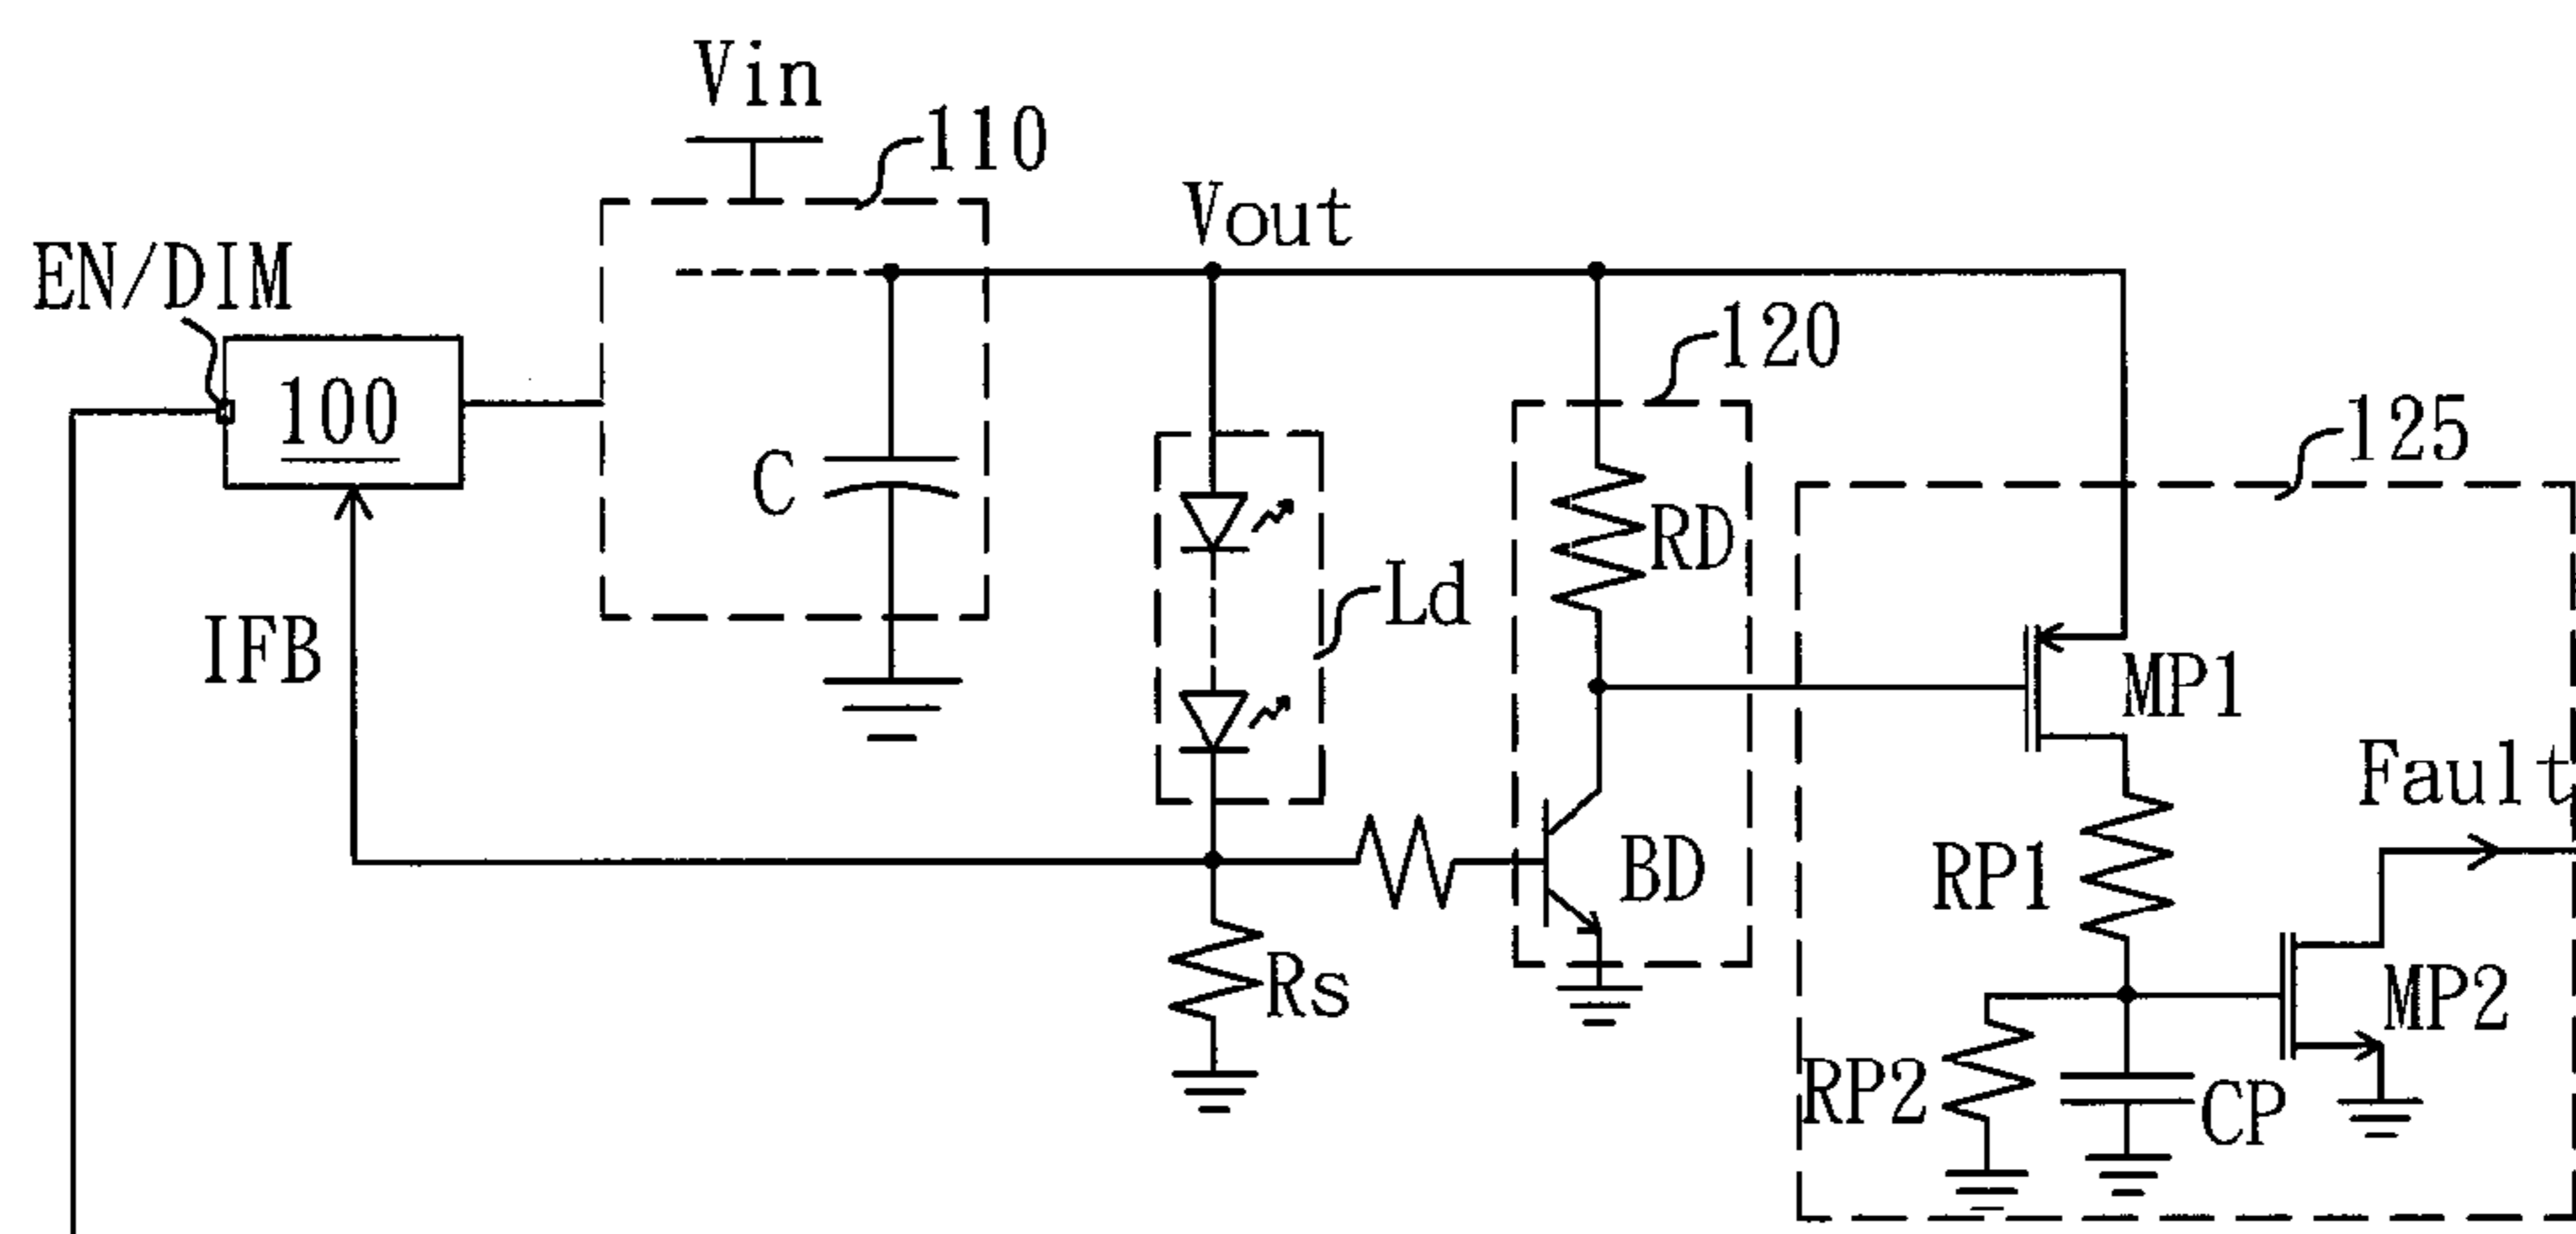 Vin
110
Vout
EN/DIM
120
100
125
C
RD
Ld
IFB
MP1
Fault
RP1
BD
Rs
MP2
RP2
CP